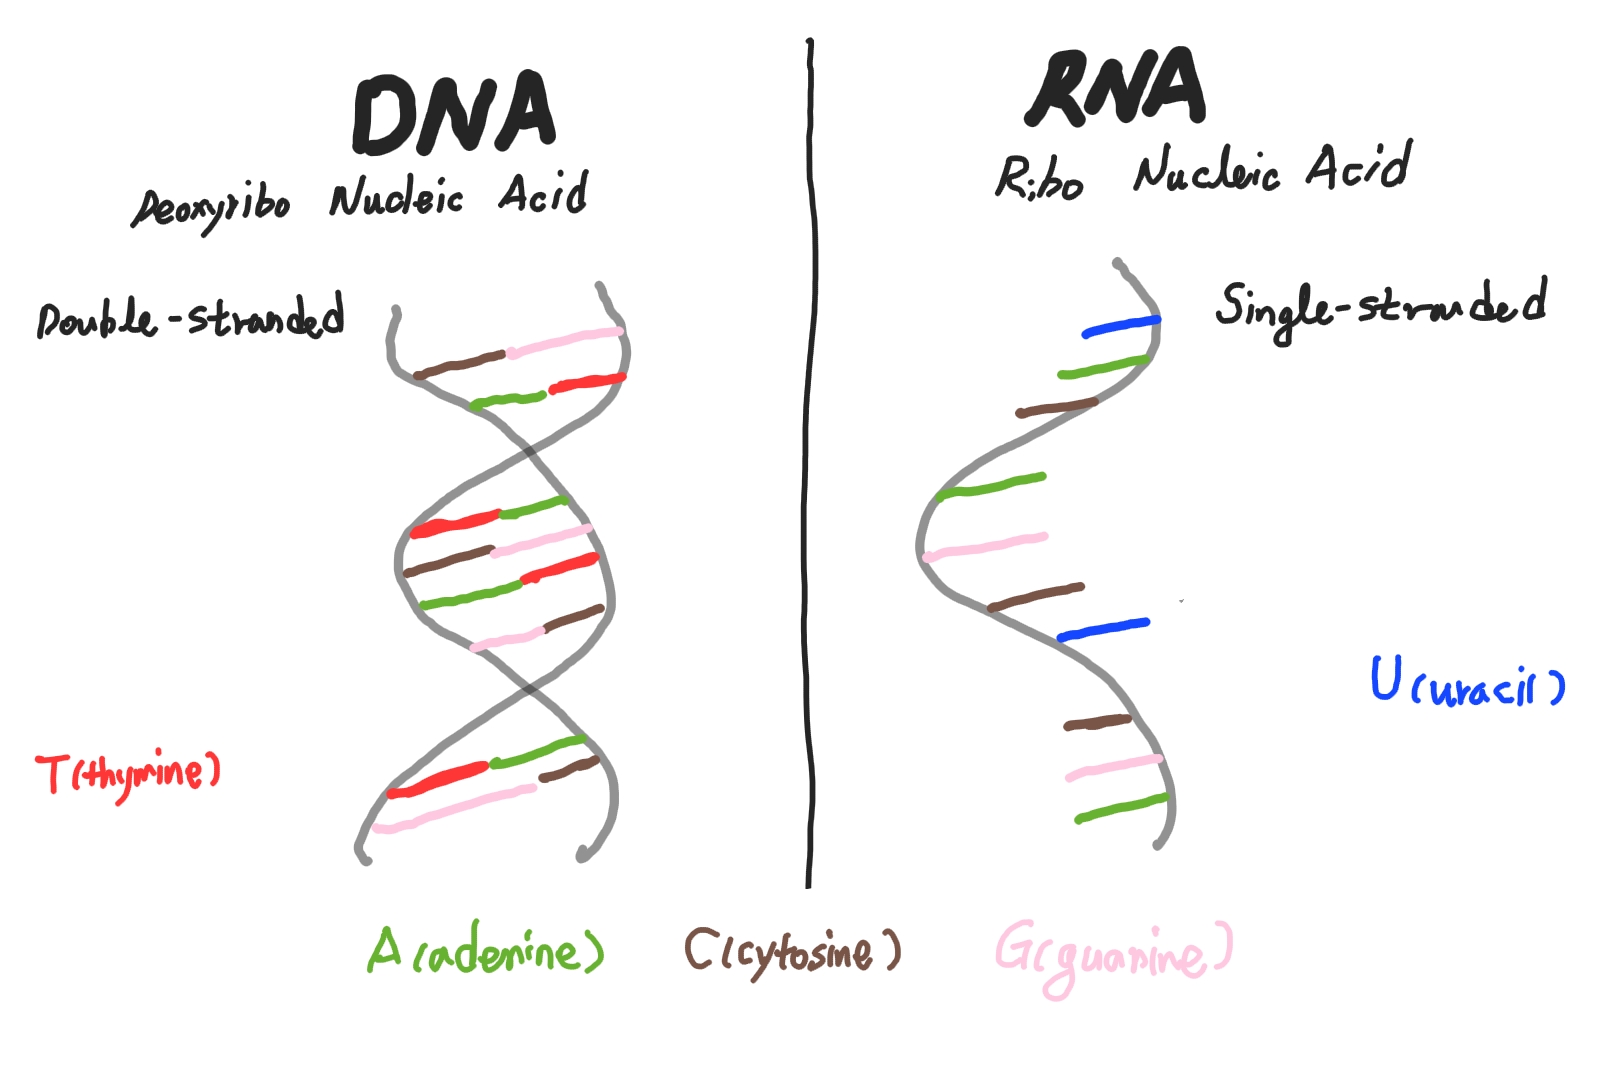 DNA
Deoxyribo Nucleic Acid
Double-stranded
T(thymine)
RNA
Ribo Nucleic Acid
Single-stranded
U(uracil)
A(adenine) C(cytosine) G(guanine)